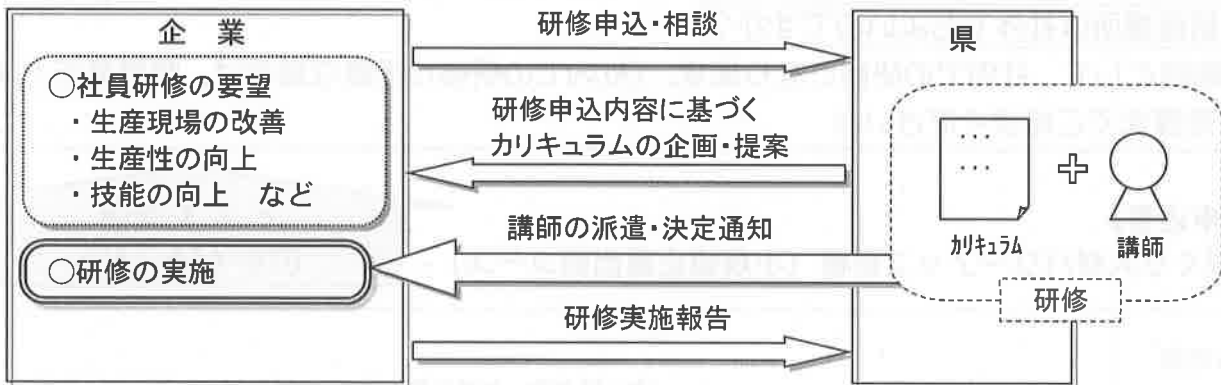 企　業
○社員研修の要望
・生産現場の改善
・生産性の向上
・技能の向上　など
○研修の実施
研修申込・相談
研修申込内容に基づく
カリキュラムの企画・提案
講師の派遣・決定通知
研修実施報告
県
カリキュラム
講師
研修